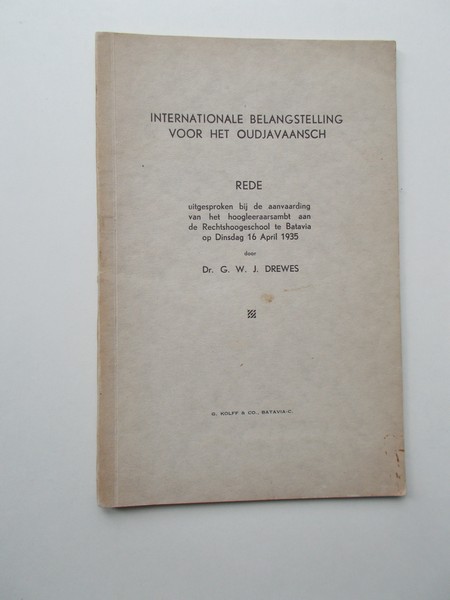 INTERNATIONALE BELANGSTELLING
VOOR HET OUDJAVAANSCH
REDE
uitgesproken bij de aanvaarding
van het hoogleeraarsambt aan
de Rechtshoogeschool te Batavia
op Dinsdag 16 April 1935
door
Dr. G. W. J. DREWES
G. KOLFF & CO., BATAVIA-C.